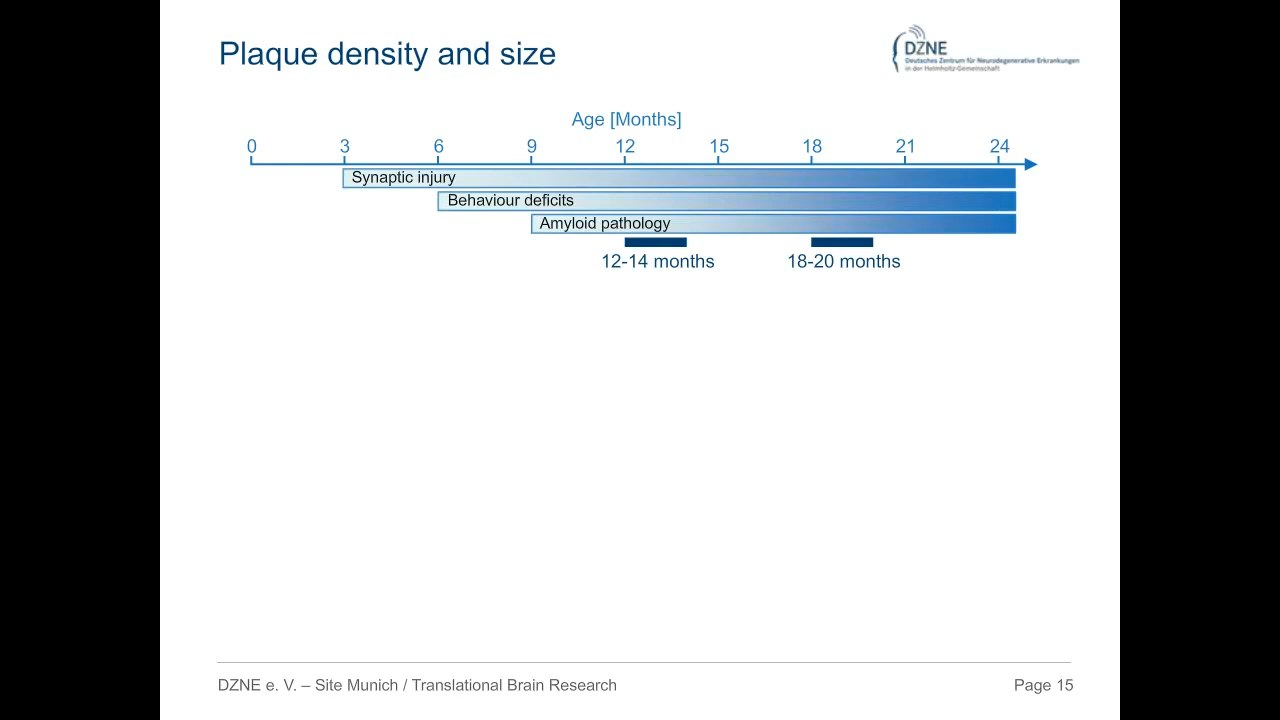 Plaque density and size
DZNE
Deutsches Zentrum für Neurodegenerative Erkrankungen
in der Helmholtz-Gemeinschaft
Age [Months]
0 3 6 9 12 15 18 21 24
Synaptic injury
Behaviour deficits
Amyloid pathology
12-14 months 18-20 months
DZNE e. V. – Site Munich / Translational Brain Research Page 15